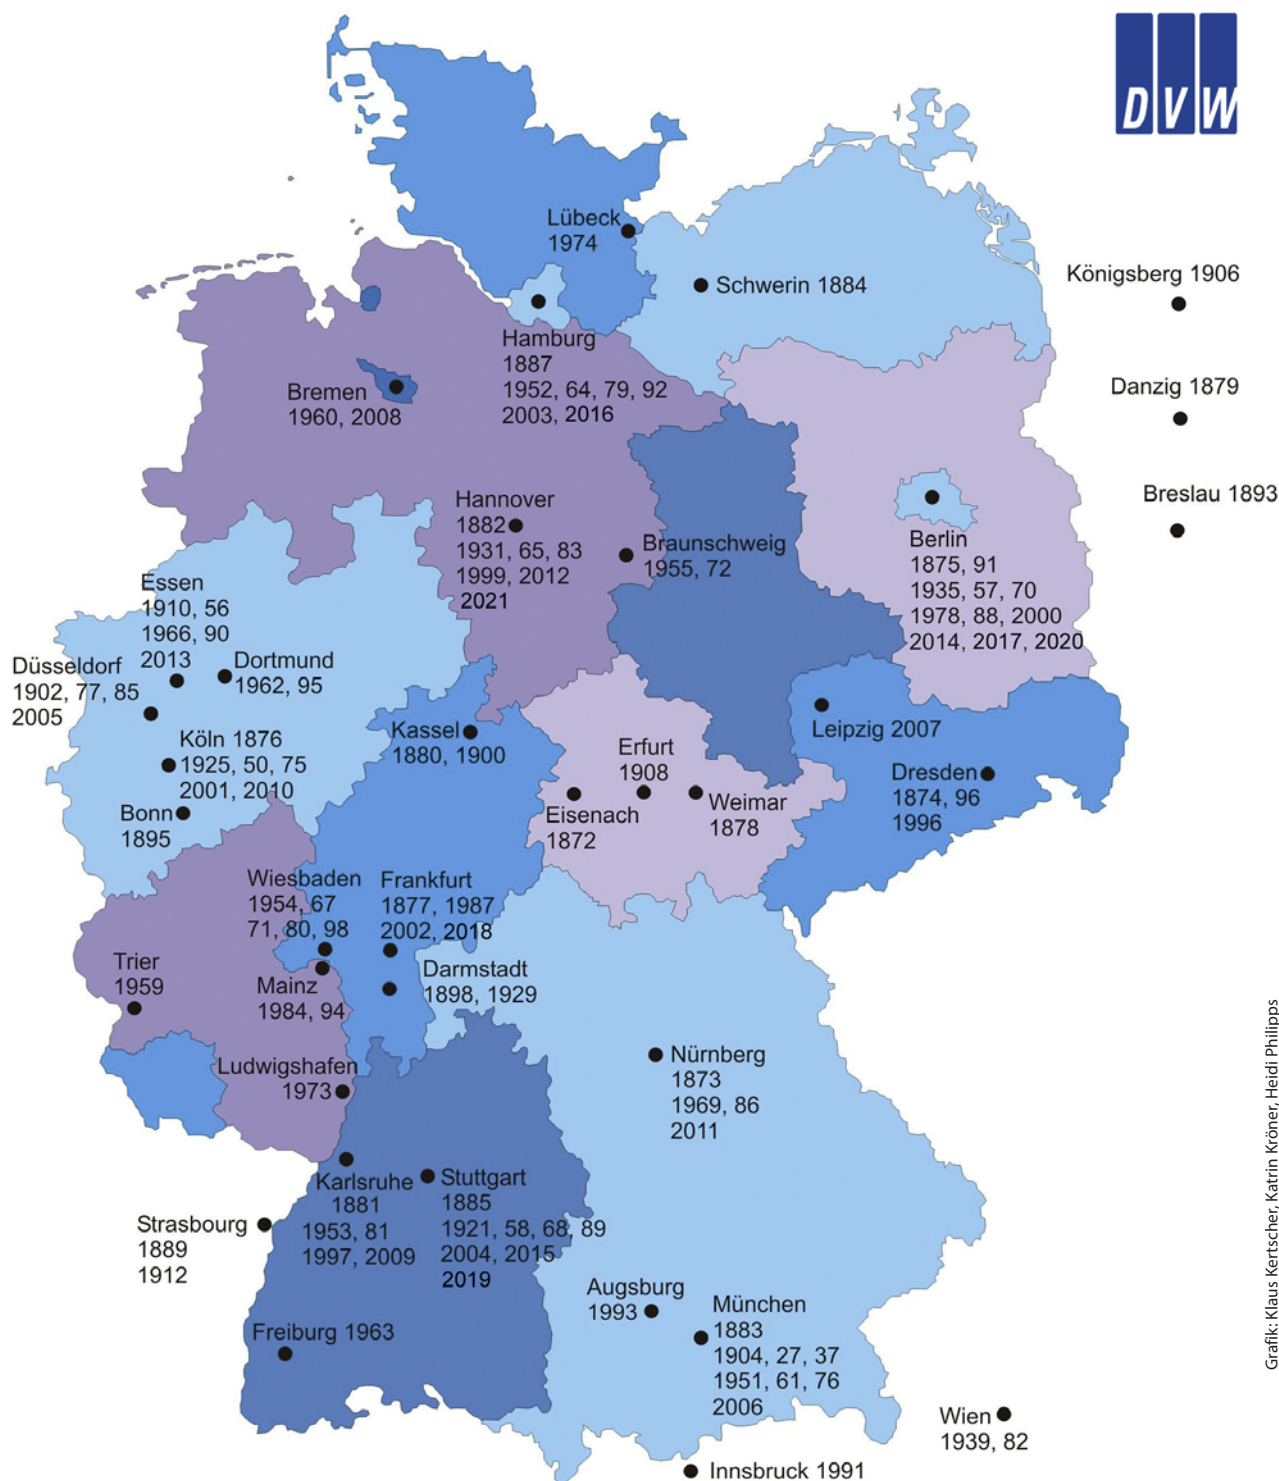 DVW
Lübeck
1974
Schwerin 1884
Königsberg 1906
Hamburg
1887
1952, 64, 79, 92
2003, 2016
Bremen
1960, 2008
Danzig 1879
Breslau 1893
Hannover
1882
1931, 65, 83
1999, 2012
2021
Braunschweig
1955, 72
Berlin
1875, 91
1935, 57, 70
1978, 88, 2000
2014, 2017, 2020
Essen
1910, 56
1966, 90
2013
Dortmund
1962, 95
Düsseldorf
1902, 77, 85
2005
Köln 1876
1925, 50, 75
2001, 2010
Bonn
1895
Kassel
1880, 1900
Erfurt
1908
Eisenach
1872
Weimar
1878
Leipzig 2007
Dresden
1874, 96
1996
Wiesbaden
1954, 67
71, 80, 98
Frankfurt
1877, 1987
2002, 2018
Trier
1959
Mainz
1984, 94
Darmstadt
1898, 1929
Ludwigshafen
1973
Nürnberg
1873
1969, 86
2011
Karlsruhe
1881
1953, 81
1997, 2009
Stuttgart
1885
1921, 58, 68, 89
2004, 2015
2019
Strasbourg
1889
1912
Freiburg 1963
Augsburg
1993
München
1883
1904, 27, 37
1951, 61, 76
2006
Wien
1939, 82
Innsbruck 1991
Grafik: Klaus Kertscher, Katrin Kröner, Heidi Philipps